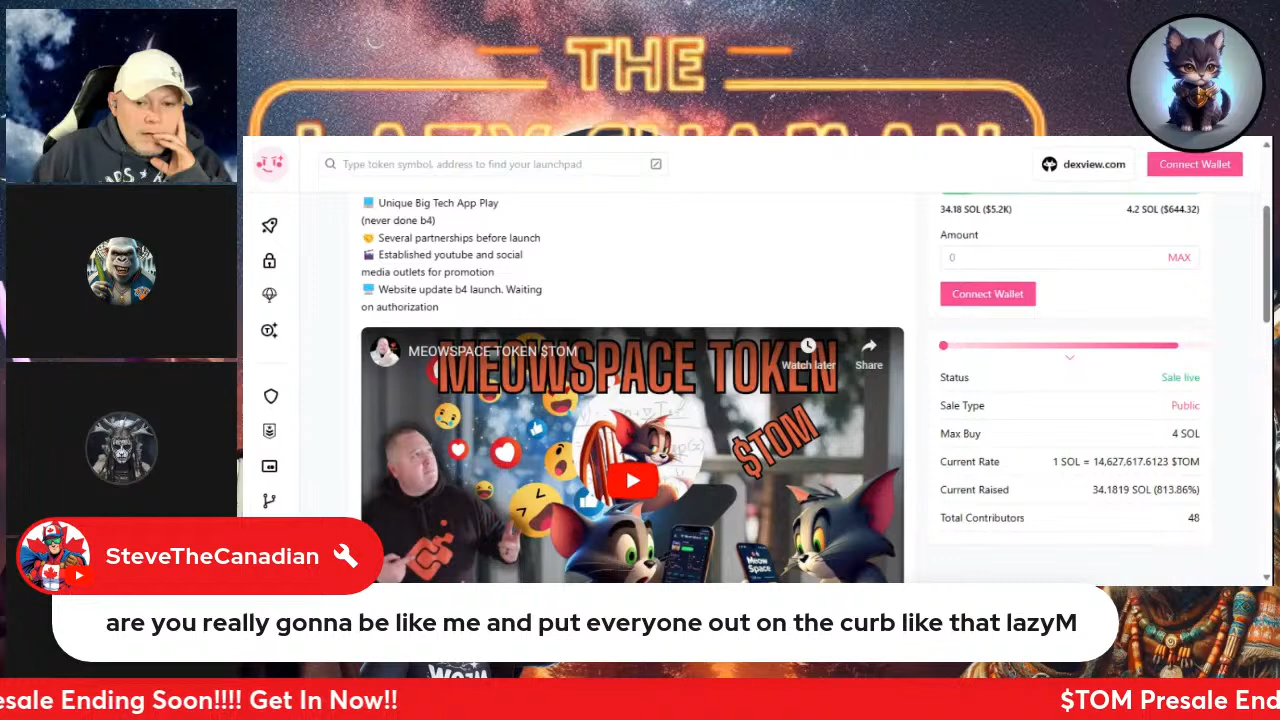 THE
Type token symbol, address to find your launchpad
dexview.com
Connect Wallet
Unique Big Tech App Play
(never done b4)
Several partnerships before launch
Established youtube and social
media outlets for promotion
Website update b4 launch. Waiting
on authorization
34.18 SOL ($5.2K)
4.2 SOL ($644.32)
Amount
0
MAX
Connect Wallet
MEOWSPACE TOKEN $TOM
Watch later
Share
MEOWSPACE TOKEN
$TOM
Meow
Space
Status
Sale live
Sale Type
Public
Max Buy
4 SOL
Current Rate
1 SOL = 14,627,617.6123 $TOM
Current Raised
34.1819 SOL (813.86%)
Total Contributors
48
SteveTheCanadian
are you really gonna be like me and put everyone out on the curb like that lazyM
esale Ending Soon!!!! Get In Now!!
$TOM Presale End